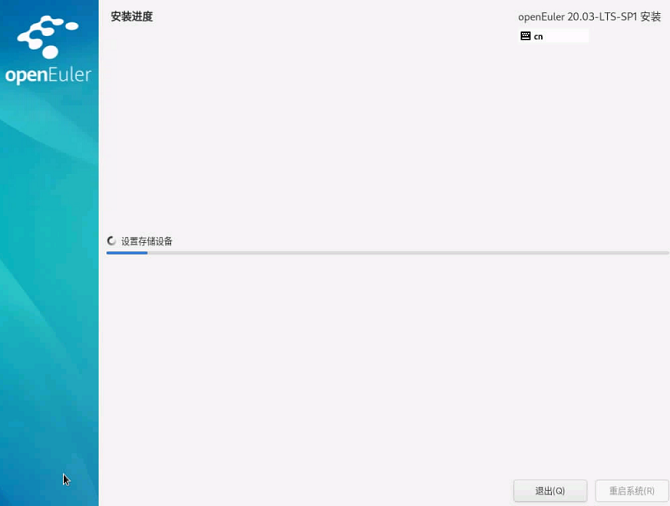 openEuler
安装进度
openEuler 20.03-LTS-SP1 安装
cn
设置存储设备
退出(Q)
重启系统(R)